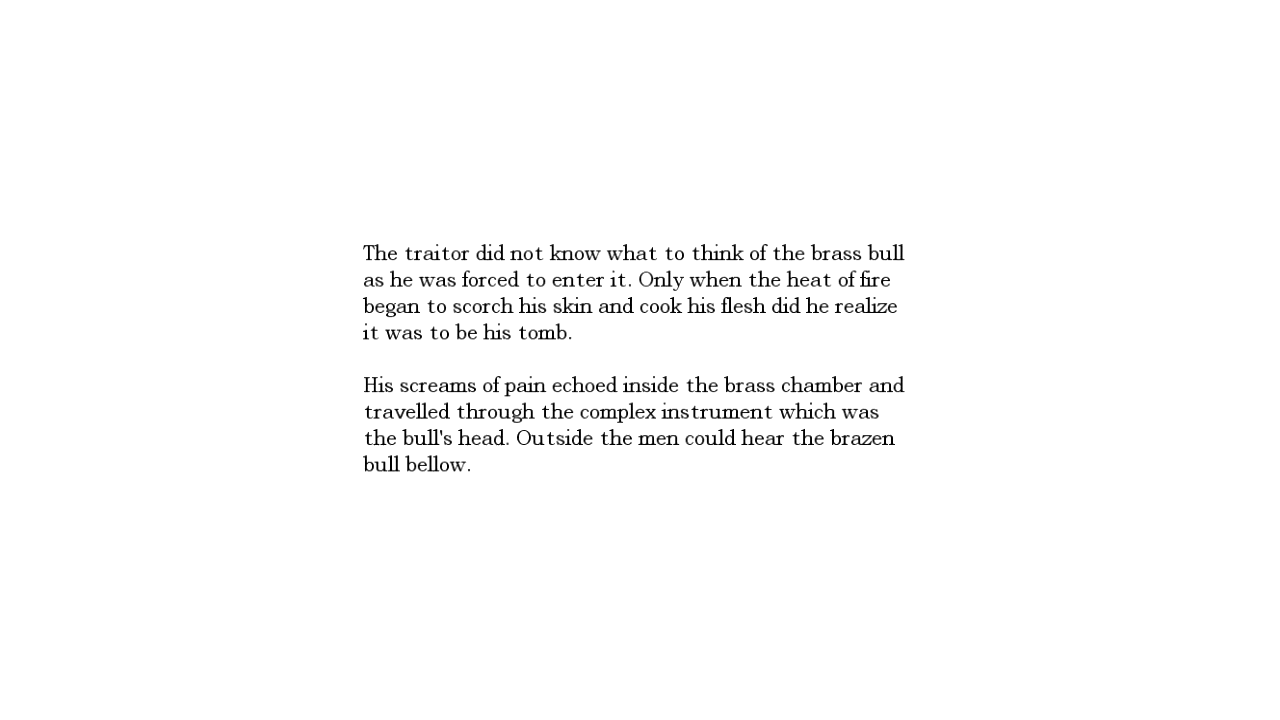 The traitor did not know what to think of the brass bull
as he was forced to enter it. Only when the heat of fire
began to scorch his skin and cook his flesh did he realize
it was to be his tomb.

His screams of pain echoed inside the brass chamber and
travelled through the complex instrument which was
the bull's head. Outside the men could hear the brazen
bull bellow.